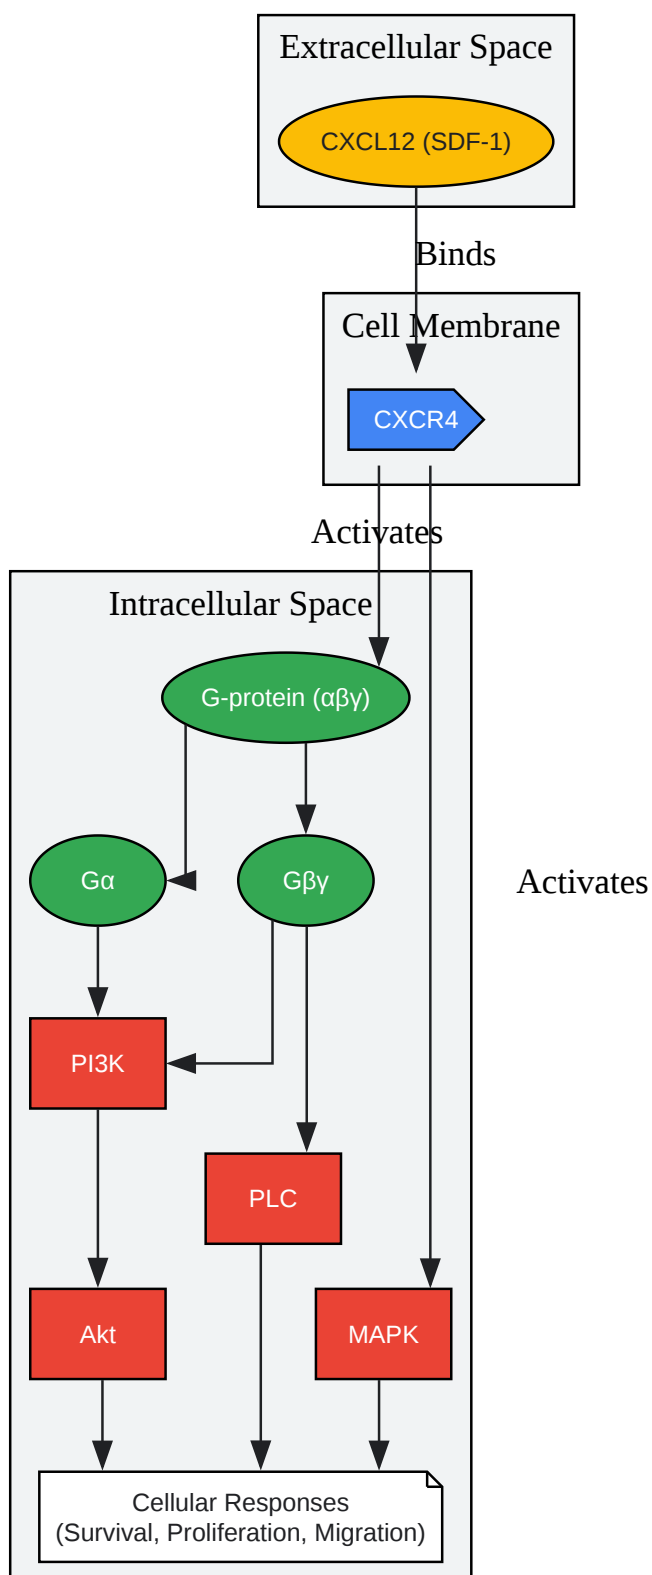 Extracellular Space
CXCL12 (SDF-1)
Binds
Cell Membrane
CXCR4
Activates
Intracellular Space
G-protein (αβγ)
Gα
Gβγ
Activates
PI3K
PLC
Akt
MAPK
Cellular Responses
(Survival, Proliferation, Migration)